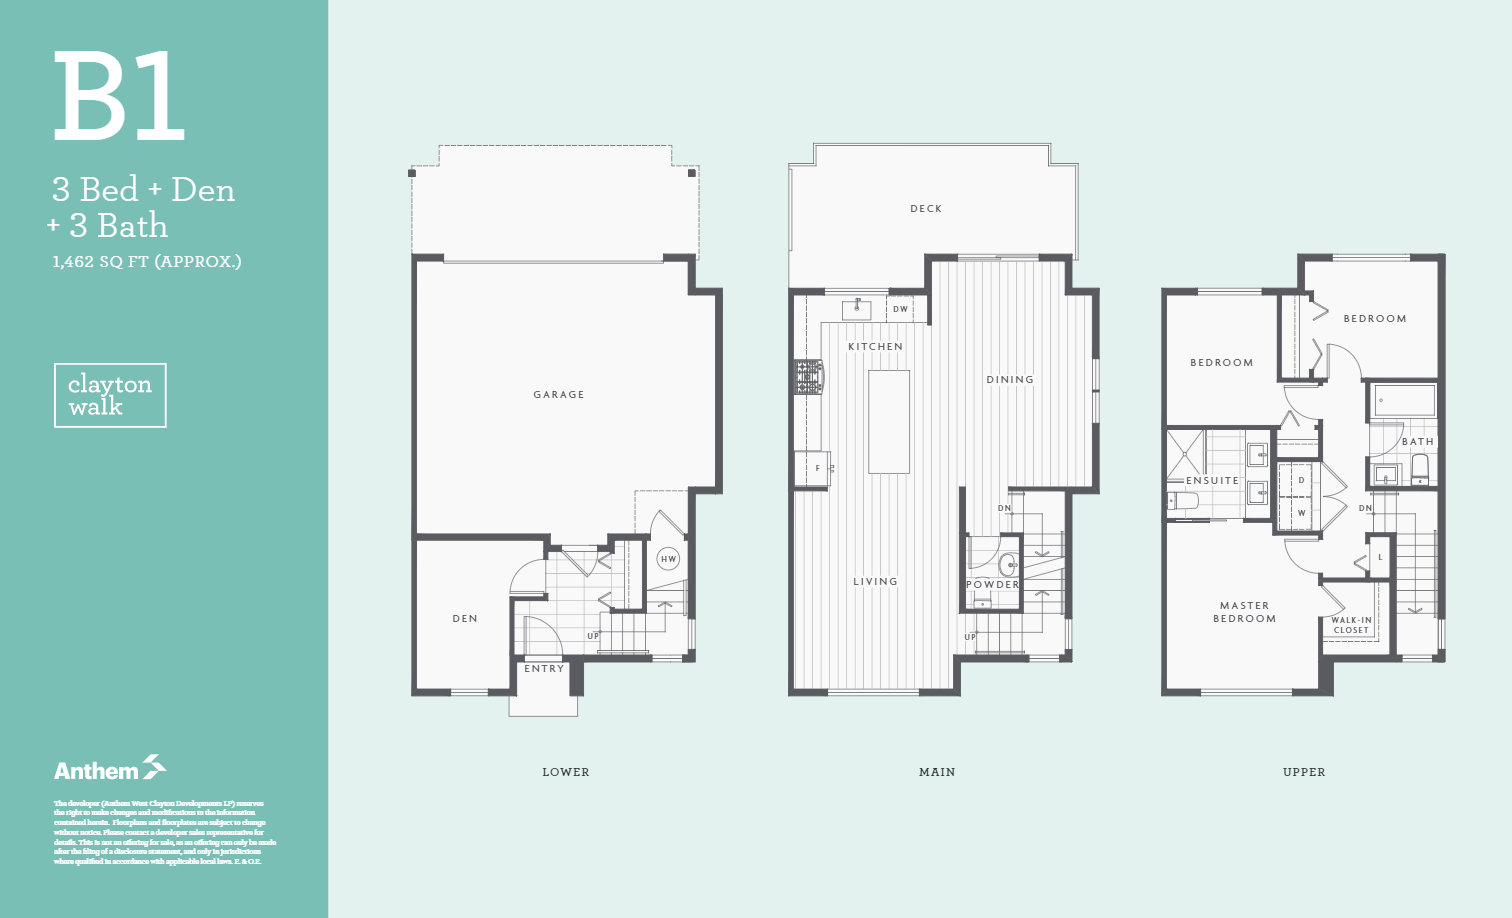 B1
3 Bed + Den
+ 3 Bath
1,462 SQ FT (APPROX.)
clayton
walk
Anthem
The developer (Anthem West Clayton Developments LP) reserves
the right to make changes and modifications to the information
contained herein. Floorplans and floorplates are subject to change
without notice. Please contact a developer sales representative for
details. This is not an offering for sale, as an offering can only be made
after the filing of a disclosure statement, and only in jurisdictions
where qualified in accordance with applicable local laws. E. & O.E.
GARAGE
HW
DEN
UP
ENTRY
LOWER
DECK
DW
KITCHEN
DINING
F
DN
LIVING
POWDER
UP
MAIN
BEDROOM
BEDROOM
BATH
ENSUITE
D
W
DN
L
MASTER
BEDROOM
WALK-IN
CLOSET
UPPER